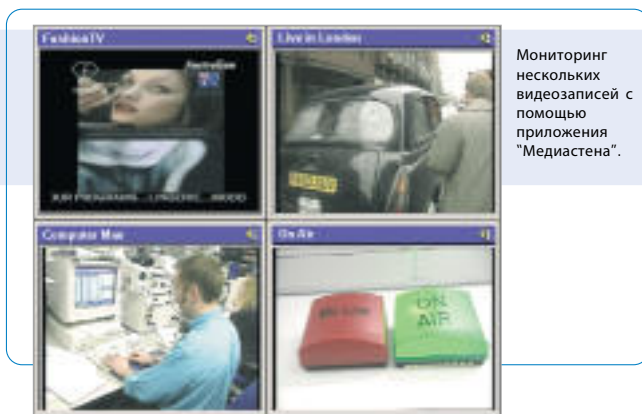 FashionTV
Live in London
Мониторинг
нескольких
видеозаписей с
помощью
приложения
"Медиастена".
Computer Man
On Air
ON
AIR